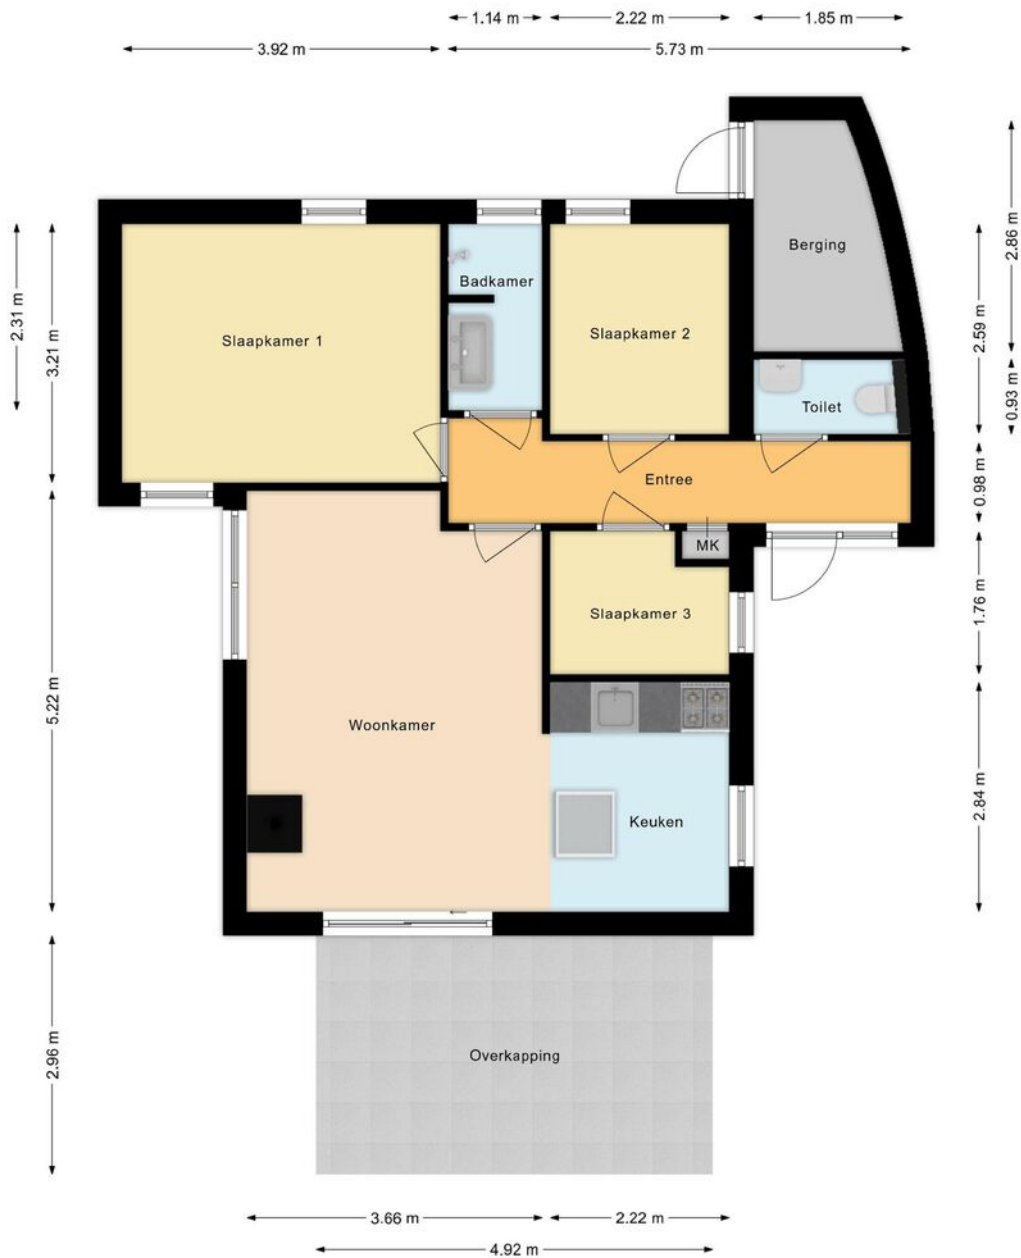 1.14 m
2.22 m
1.85 m
3.92 m
5.73 m
2.86 m
2.31 m
3.21 m
2.59 m
Berging
Badkamer
Slaapkamer 1
Slaapkamer 2
0.93 m
Toilet
Entree
0.98 m
MK
1.76 m
Slaapkamer 3
5.22 m
Woonkamer
2.84 m
Keuken
2.96 m
Overkapping
3.66 m
2.22 m
4.92 m